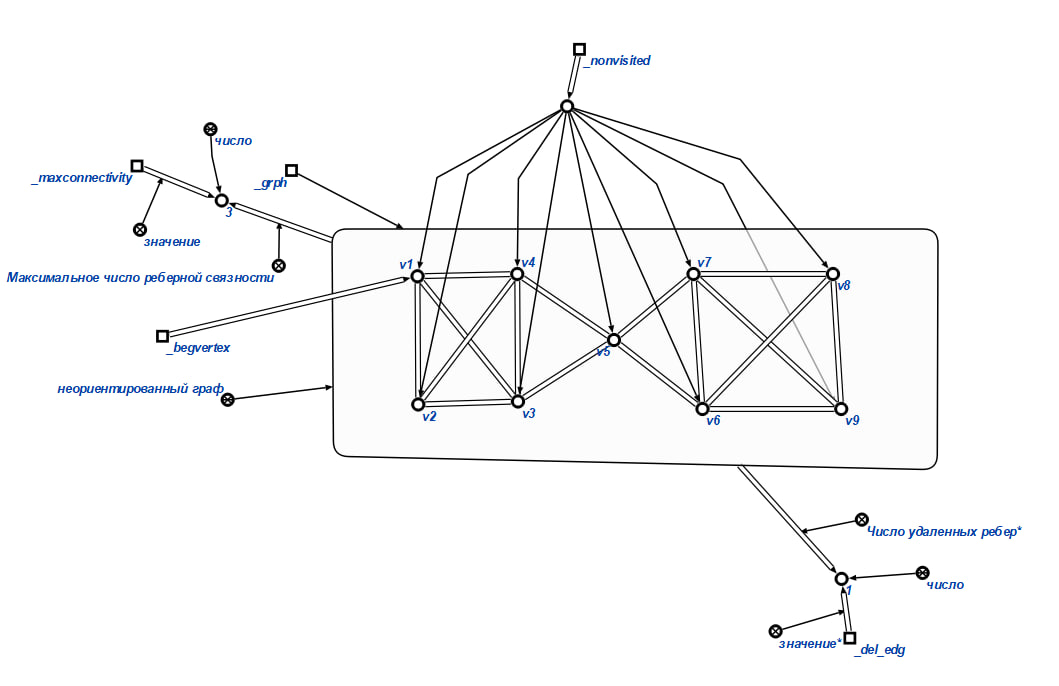 _nonvisited
число
_maxconnectivity
_grph
3
значение
v1
v4
v7
Максимальное число реберной связности
v8
_begvertex
v5
неориентированный граф
v2
v3
v6
v9
Число удаленных ребер*
число
1
значение*
_del_edg